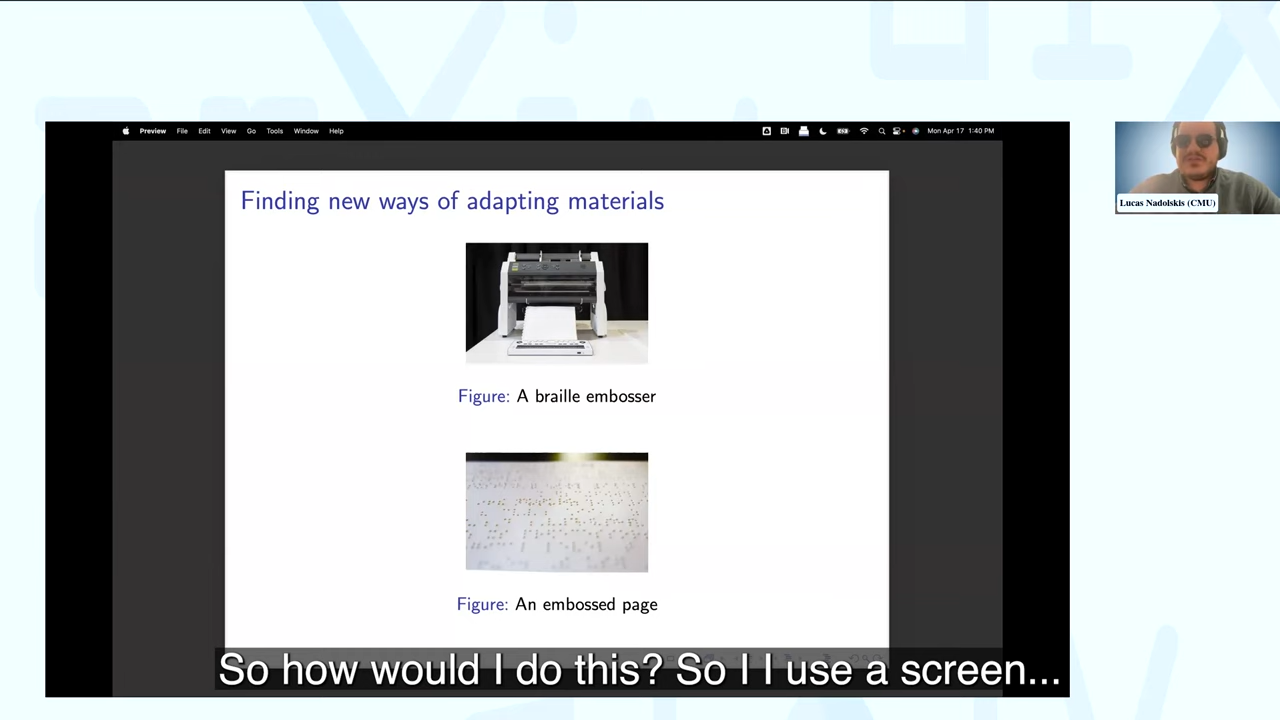 Preview File Edit View Go Tools Window Help Mon Apr 17 1:40 PM
Finding new ways of adapting materials
Lucas Nadolskis (CMU)
Figure: A braille embosser
Figure: An embossed page
So how would I do this? So I I use a screen...